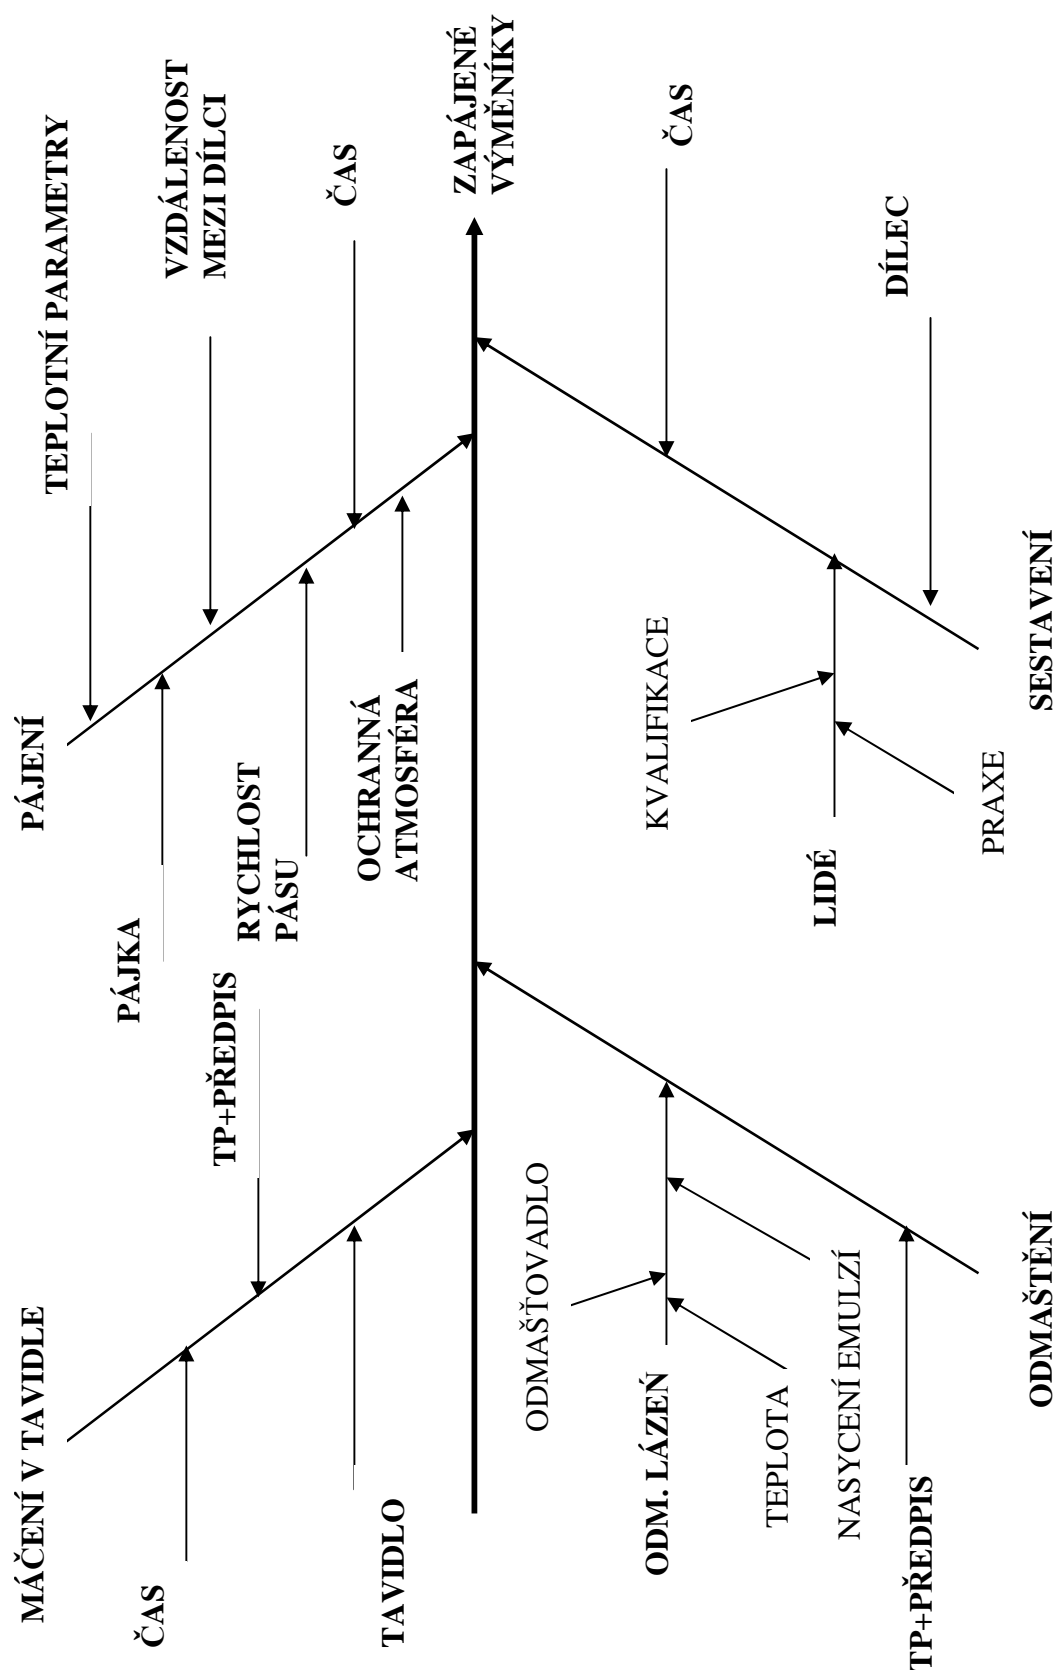 MÁČENÍ V TAVIDLE
PÁJENÍ
TEPLOTNÍ PARAMETRY
PÁJKA
VZDÁLENOST
MEZI DÍLCI
ČAS
TP+PŘEDPIS
RYCHLOST
PÁSU
ČAS
TAVIDLO
OCHRANNÁ
ATMOSFÉRA
ZAPÁJENÉ
VÝMĚNÍKY
ODMAŠŤOVADLO
KVALIFIKACE
ČAS
ODM. LÁZEŇ
TEPLOTA
LIDÉ
NASYCENÍ EMULZÍ
DÍLEC
TP+PŘEDPIS
PRAXE
ODMAŠTĚNÍ
SESTAVENÍ